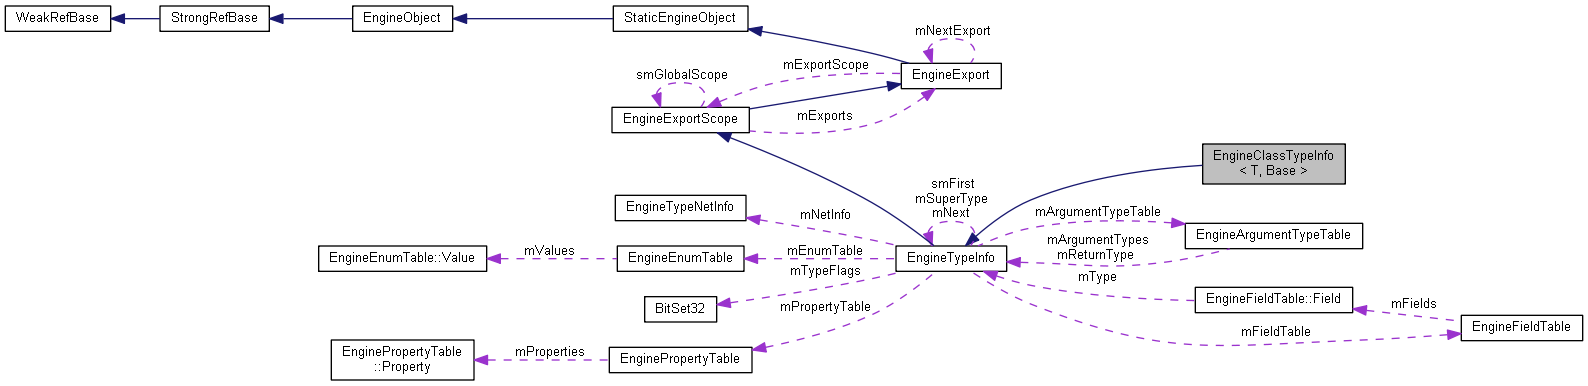 WeakRefBase
StrongRefBase
EngineObject
StaticEngineObject
mNextExport
EngineExport
mExportScope
smGlobalScope
EngineExportScope
mExports
EngineClassTypeInfo
< T, Base >
EngineTypeNetInfo
mNetInfo
smFirst
mSuperType
mNext
mArgumentTypeTable
EngineArgumentTypeTable
mArgumentTypes
mReturnType
EngineEnumTable::Value
mValues
EngineEnumTable
mEnumTable
EngineTypeInfo
mTypeFlags
mType
BitSet32
mPropertyTable
EngineFieldTable::Field
mFields
EngineFieldTable
mFieldTable
EnginePropertyTable
::Property
mProperties
EnginePropertyTable